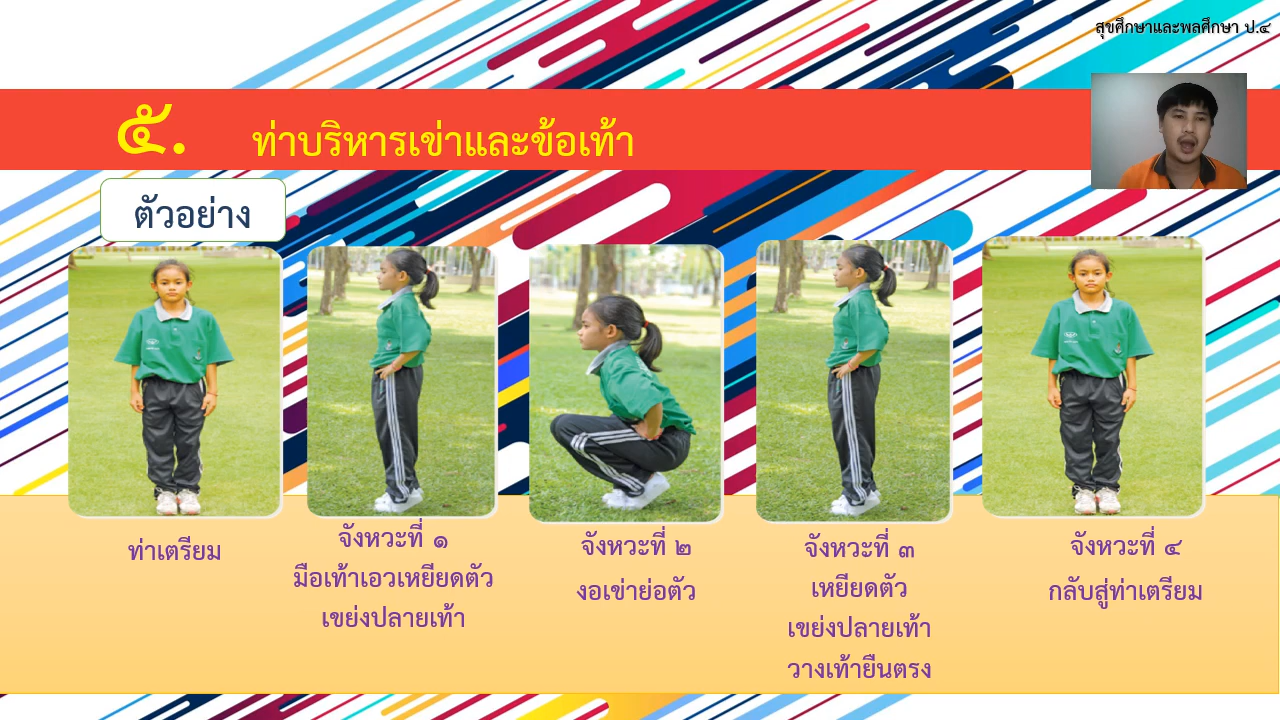 สุขศึกษาและพลศึกษา ป.๔
๕. ท่าบริหารเข่าและข้อเท้า
ตัวอย่าง
ท่าเตรียม
จังหวะที่ ๑
มือเท้าเอวเหยียดตัว
เขย่งปลายเท้า
จังหวะที่ ๒
งอเข่าย่อตัว
จังหวะที่ ๓
เหยียดตัว
เขย่งปลายเท้า
วางเท้ายืนตรง
จังหวะที่ ๔
กลับสู่ท่าเตรียม